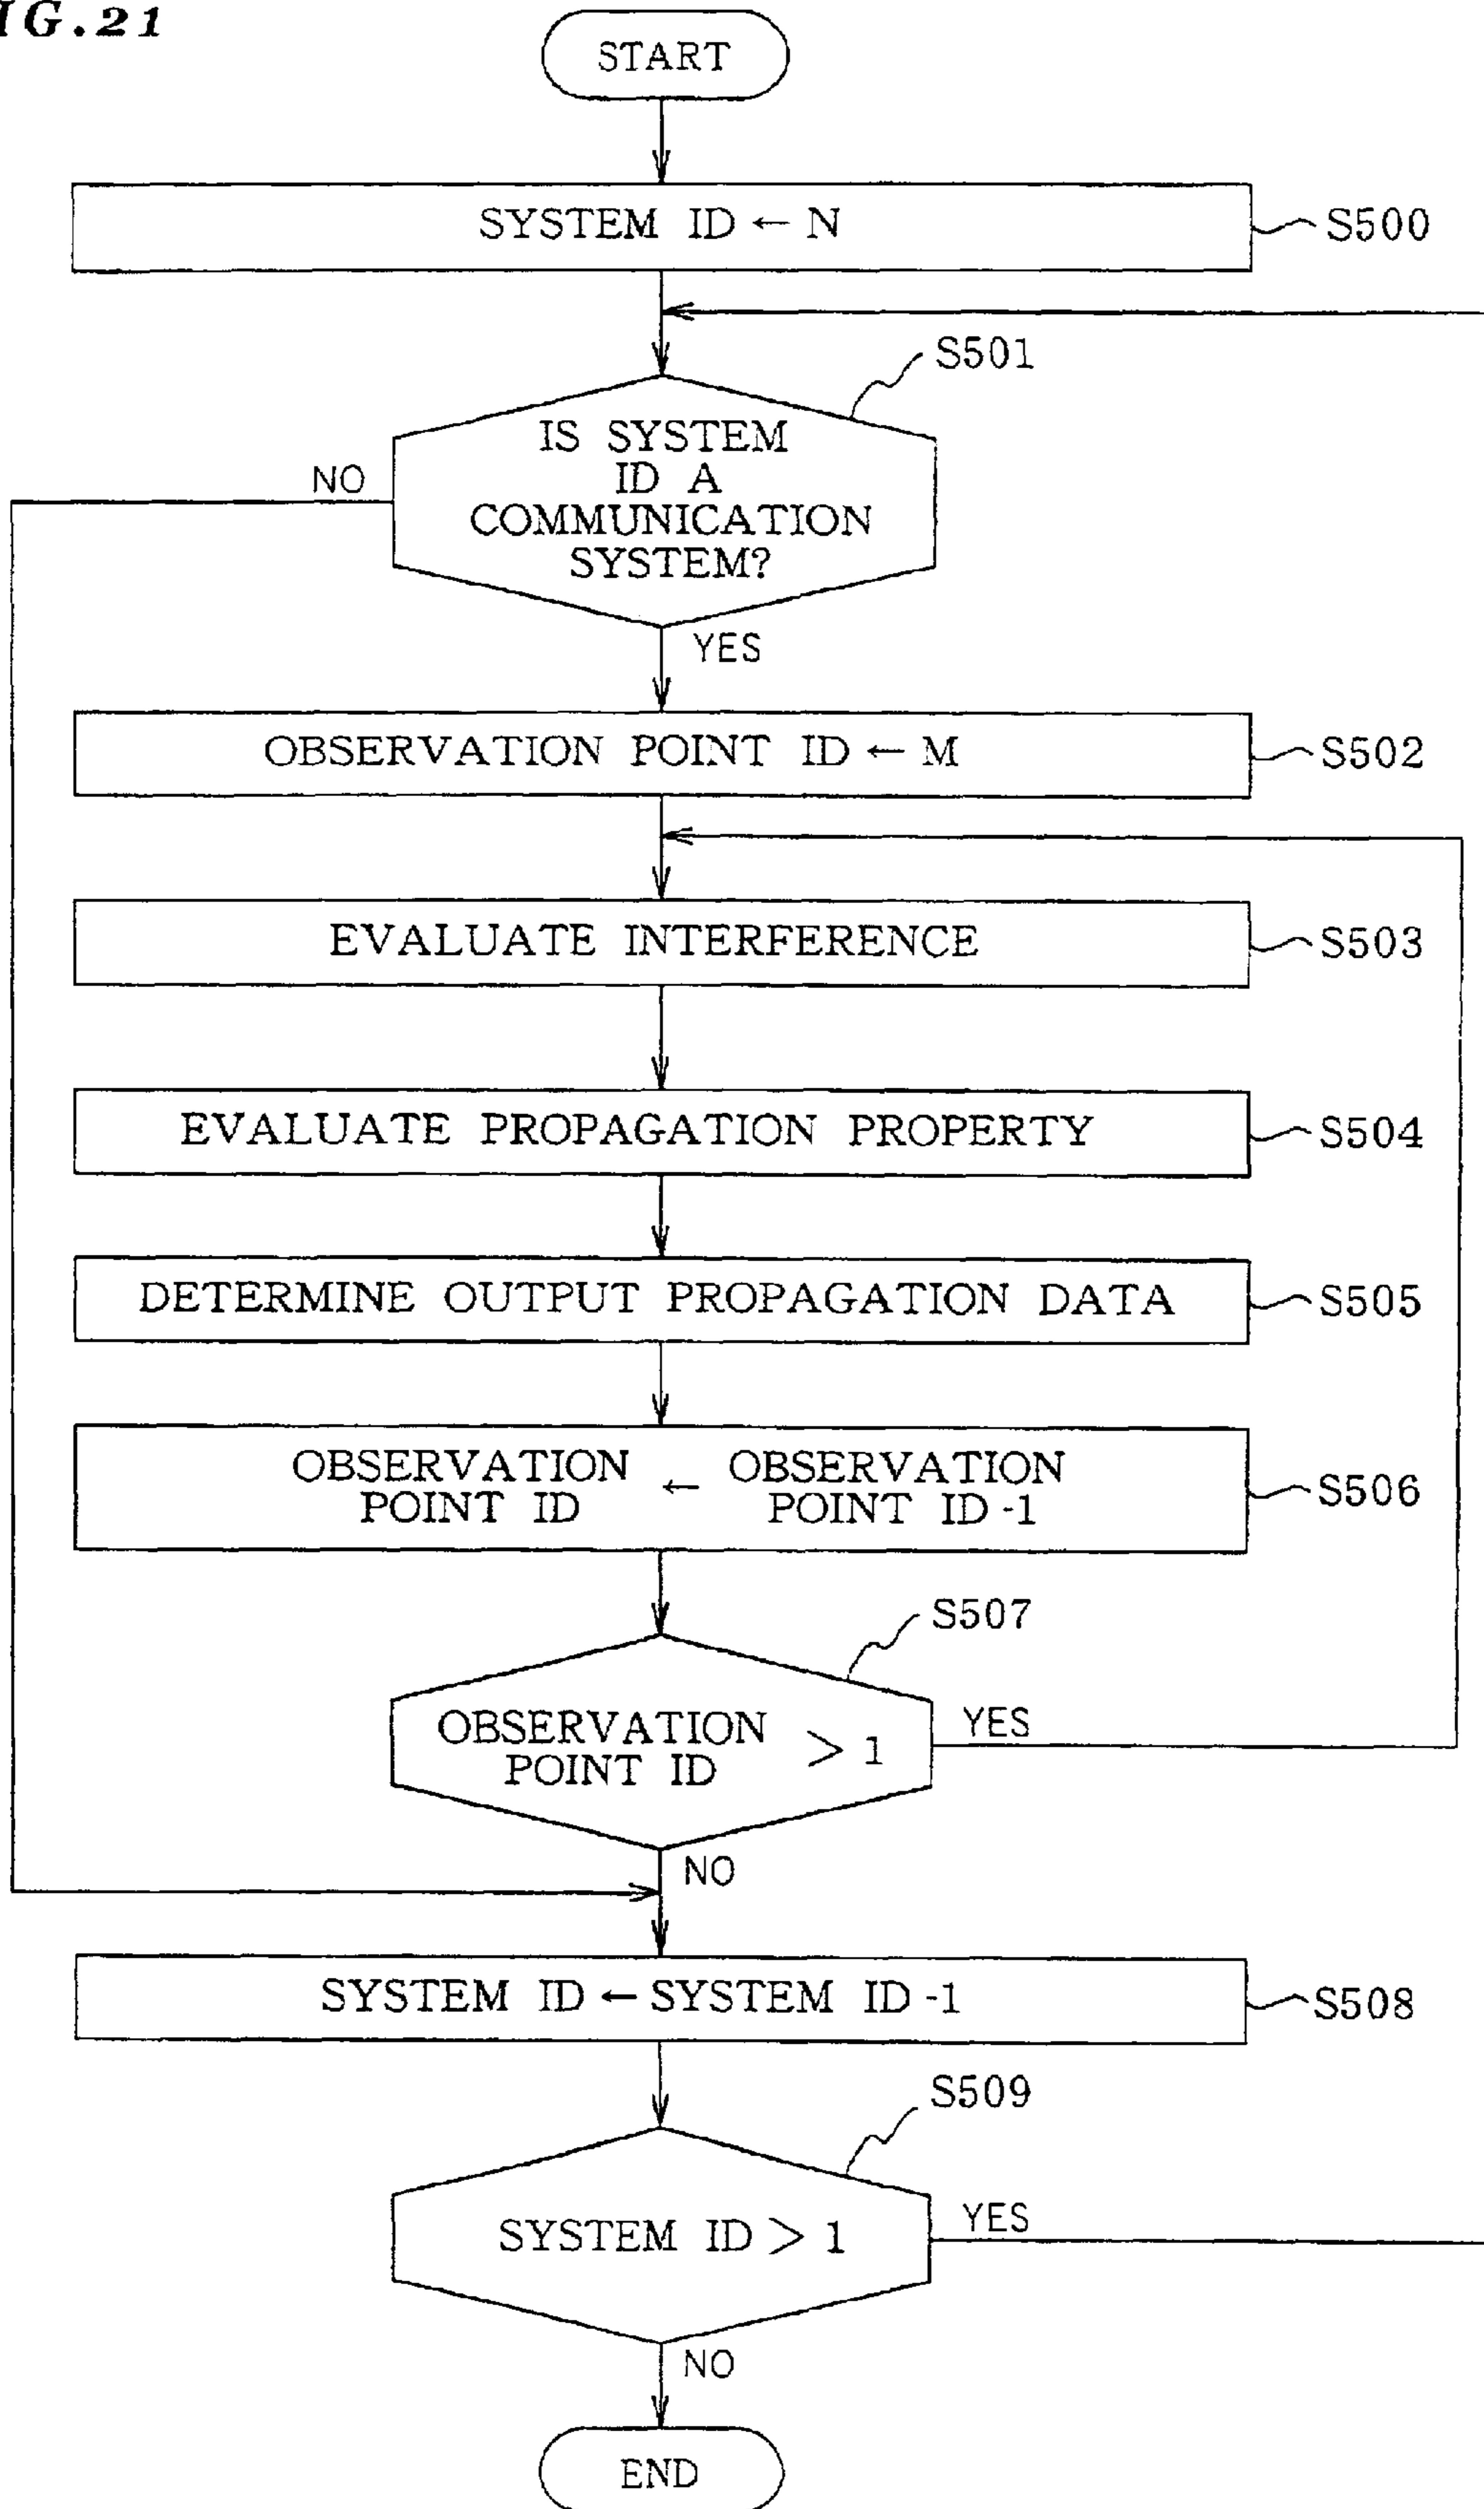 IG.21
START
SYSTEM ID ← N
S500
S501
IS SYSTEM
ID A
COMMUNICATION
SYSTEM?
NO
YES
OBSERVATION POINT ID ← M
S502
EVALUATE INTERFERENCE
S503
EVALUATE PROPAGATION PROPERTY
S504
DETERMINE OUTPUT PROPAGATION DATA
S505
OBSERVATION POINT ID ← OBSERVATION POINT ID -1
S506
S507
OBSERVATION POINT ID > 1
YES
NO
SYSTEM ID ← SYSTEM ID -1
S508
S509
SYSTEM ID > 1
YES
NO
END